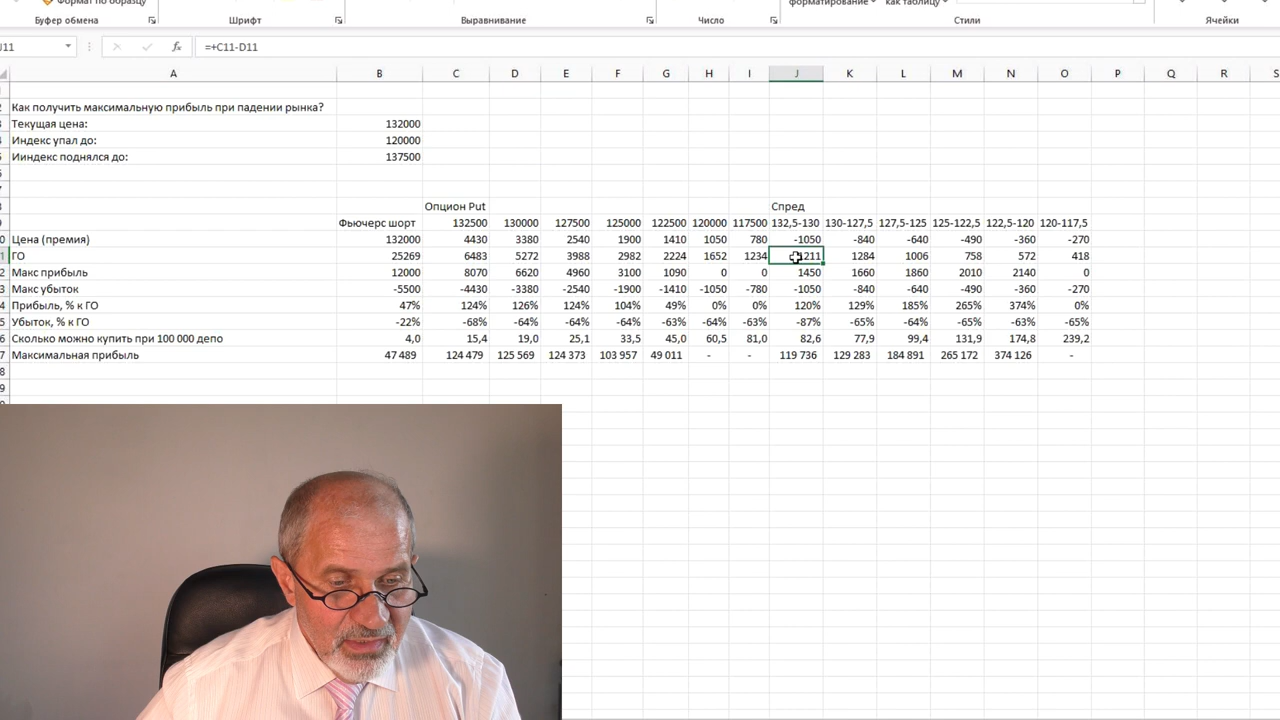 Формат по образцу
форматирование как таблицу
Буфер обмена Шрифт Выравнивание Число Стили Ячейки
J11 fx =+C11-D11
A B C D E F G H I J K L M N O P Q R S
Как получить максимальную прибыль при падении рынка?
Текущая цена: 132000
Индекс упал до: 120000
Ииндекс поднялся до: 137500
Опцион Put Спред
Фьючерс шорт 132500 130000 127500 125000 122500 120000 117500 132,5-130 130-127,5 127,5-125 125-122,5 122,5-120 120-117,5
Цена (премия) 132000 4430 3380 2540 1900 1410 1050 780 -1050 -840 -640 -490 -360 -270
ГО 25269 6483 5272 3988 2982 2224 1652 1234 1211 1284 1006 758 572 418
Макс прибыль 12000 8070 6620 4960 3100 1090 0 0 1450 1660 1860 2010 2140 0
Макс убыток -5500 -4430 -3380 -2540 -1900 -1410 -1050 -780 -1050 -840 -640 -490 -360 -270
Прибыль, % к ГО 47% 124% 126% 124% 104% 49% 0% 0% 120% 129% 185% 265% 374% 0%
Убыток, % к ГО -22% -68% -64% -64% -64% -63% -64% -63% -87% -65% -64% -65% -63% -65%
Сколько можно купить при 100 000 депо 4,0 15,4 19,0 25,1 33,5 45,0 60,5 81,0 82,6 77,9 99,4 131,9 174,8 239,2
Максимальная прибыль 47 489 124 479 125 569 124 373 103 957 49 011 - - 119 736 129 283 184 891 265 172 374 126 -